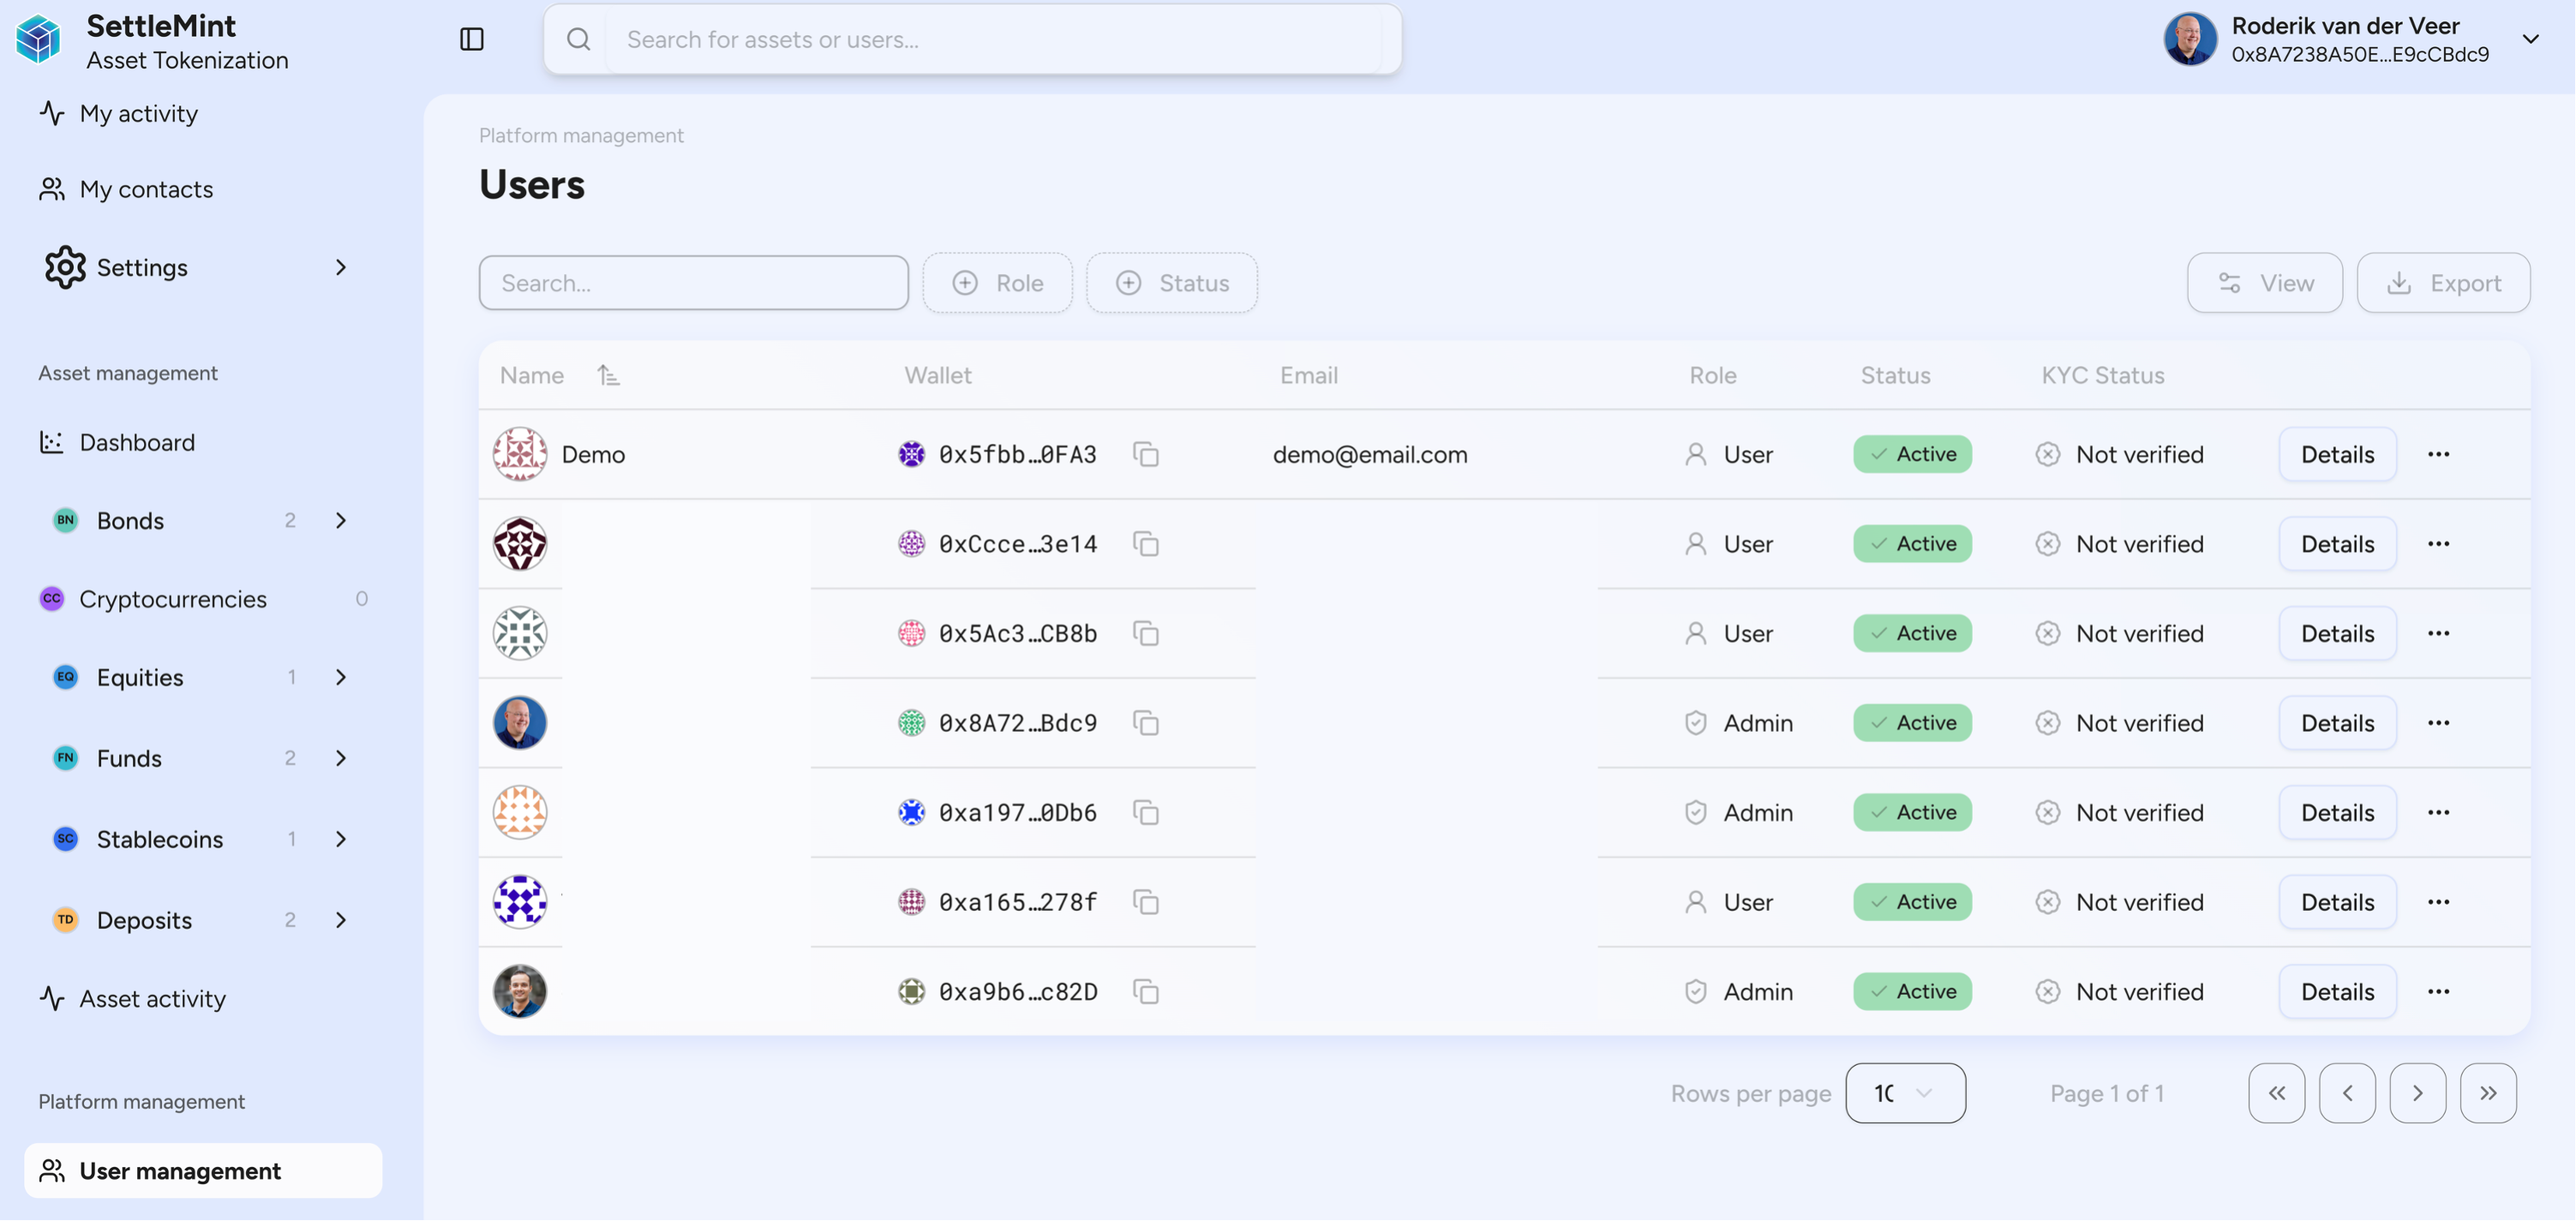 SettleMint
Asset Tokenization
Search for assets or users...
Roderik van der Veer
0x8A7238A50E...E9cCBdc9
My activity
My contacts
Settings
Asset management
Dashboard
BN Bonds 2
CC Cryptocurrencies 0
EQ Equities 1
FN Funds 2
SC Stablecoins 1
TD Deposits 2
Asset activity
Platform management
User management
Platform management
Users
Search... Role Status View Export
Name Wallet Email Role Status KYC Status
Demo 0x5fbb…0FA3 demo@email.com User Active Not verified Details
0xCcce…3e14 User Active Not verified Details
0x5Ac3…CB8b User Active Not verified Details
0x8A72…Bdc9 Admin Active Not verified Details
0xa197…0Db6 Admin Active Not verified Details
0xa165…278f User Active Not verified Details
0xa9b6…c82D Admin Active Not verified Details
Rows per page 10 Page 1 of 1